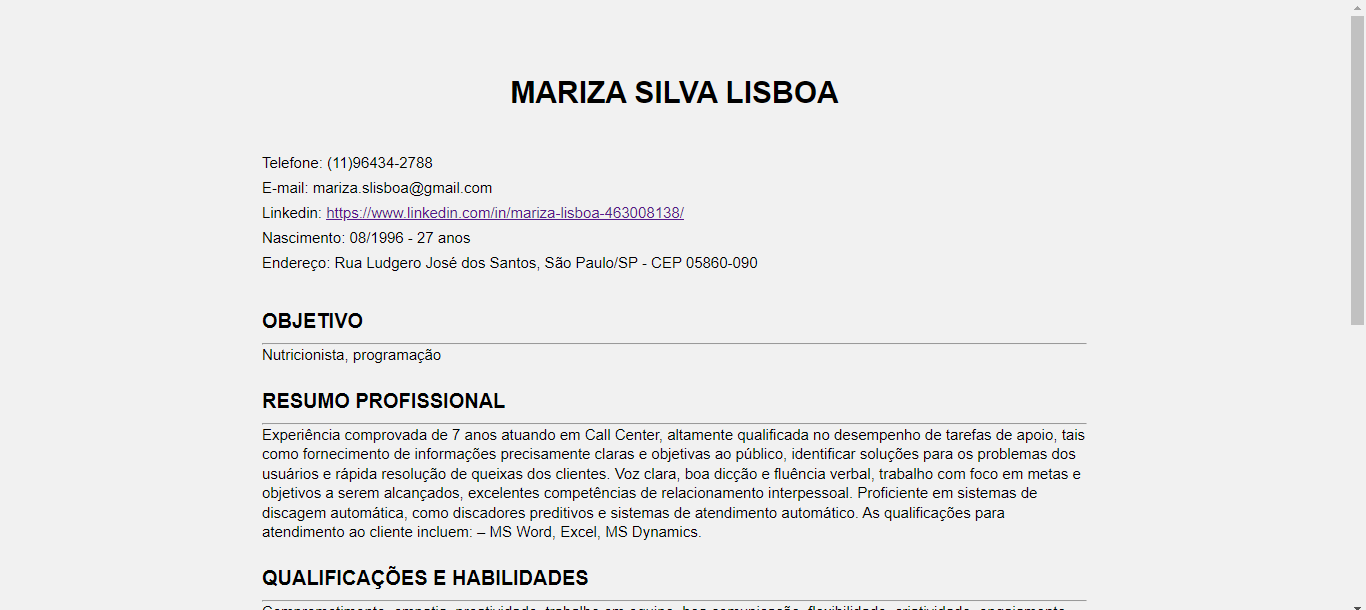 MARIZA SILVA LISBOA
Telefone: (11)96434-2788
E-mail: mariza.slisboa@gmail.com
Linkedin: https://www.linkedin.com/in/mariza-lisboa-463008138/
Nascimento: 08/1996 - 27 anos
Endereço: Rua Ludgero José dos Santos, São Paulo/SP - CEP 05860-090
OBJETIVO
Nutricionista, programação
RESUMO PROFISSIONAL
Experiência comprovada de 7 anos atuando em Call Center, altamente qualificada no desempenho de tarefas de apoio, tais
como fornecimento de informações precisamente claras e objetivas ao público, identificar soluções para os problemas dos
usuários e rápida resolução de queixas dos clientes. Voz clara, boa dicção e fluência verbal, trabalho com foco em metas e
objetivos a serem alcançados, excelentes competências de relacionamento interpessoal. Proficiente em sistemas de
discagem automática, como discadores preditivos e sistemas de atendimento automático. As qualificações para
atendimento ao cliente incluem: – MS Word, Excel, MS Dynamics.
QUALIFICAÇÕES E HABILIDADES